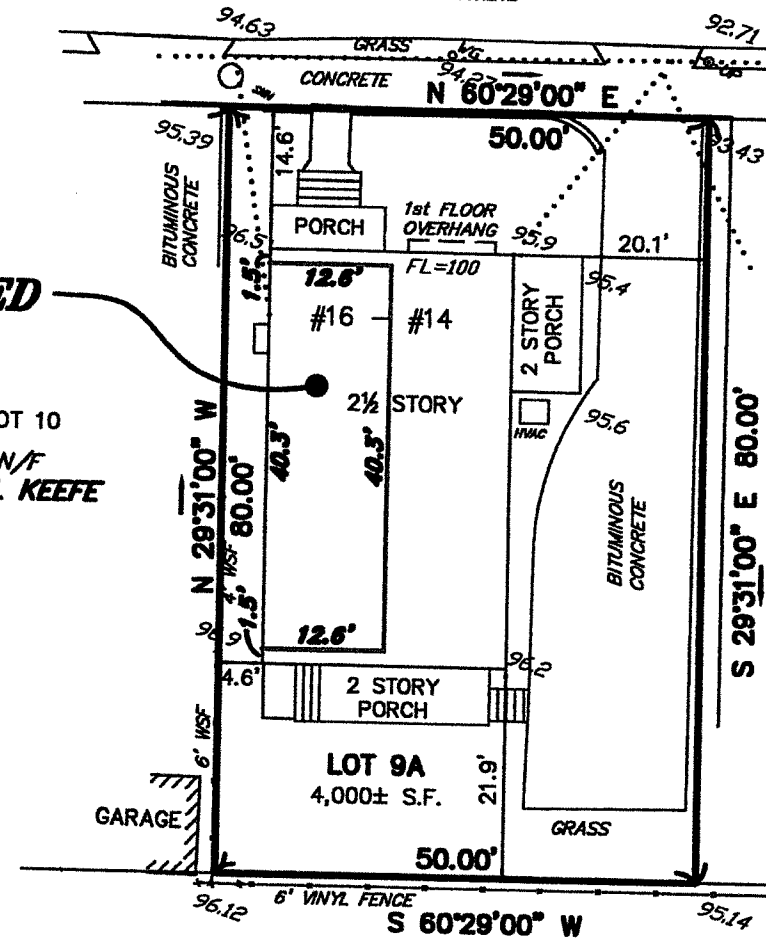 94.63
92.71
GRASS
VG
94.27
CONCRETE
N 60°29'00" E
95.39
50.00'
14.6'
BITUMINOUS
CONCRETE
PORCH
1st FLOOR
OVERHANG
95.9
20.1'
96.5
1.5'
12.6'
FL=100
95.4
ED
#16
#14
2 STORY
PORCH
2½ STORY
OT 10
N/F
KEEFE
HVAC
95.6
40.3'
40.3'
N 29°31'00" W
80.00'
BITUMINOUS
CONCRETE
S 29°31'00" E 80.00'
4' WSF
1.5'
96.9
12.6'
96.2
4.6'
2 STORY
PORCH
6' WSF
LOT 9A
4,000± S.F.
21.9'
GARAGE
GRASS
50.00'
96.12
6' VINYL FENCE
S 60°29'00" W
95.14